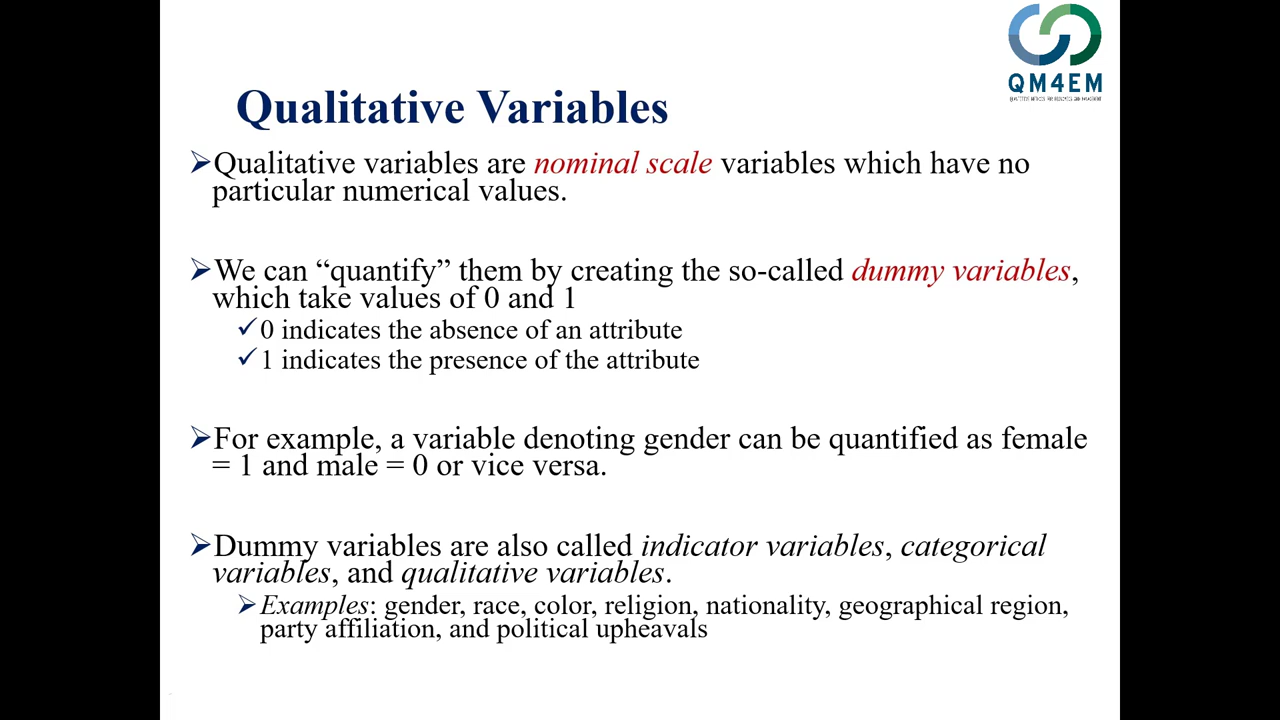 QM4EM
Qualitative Variables
➢Qualitative variables are nominal scale variables which have no
particular numerical values.
➢We can “quantify” them by creating the so-called dummy variables,
which take values of 0 and 1
✓0 indicates the absence of an attribute
✓1 indicates the presence of the attribute
➢For example, a variable denoting gender can be quantified as female
= 1 and male = 0 or vice versa.
➢Dummy variables are also called indicator variables, categorical
variables, and qualitative variables.
➢Examples: gender, race, color, religion, nationality, geographical region,
party affiliation, and political upheavals